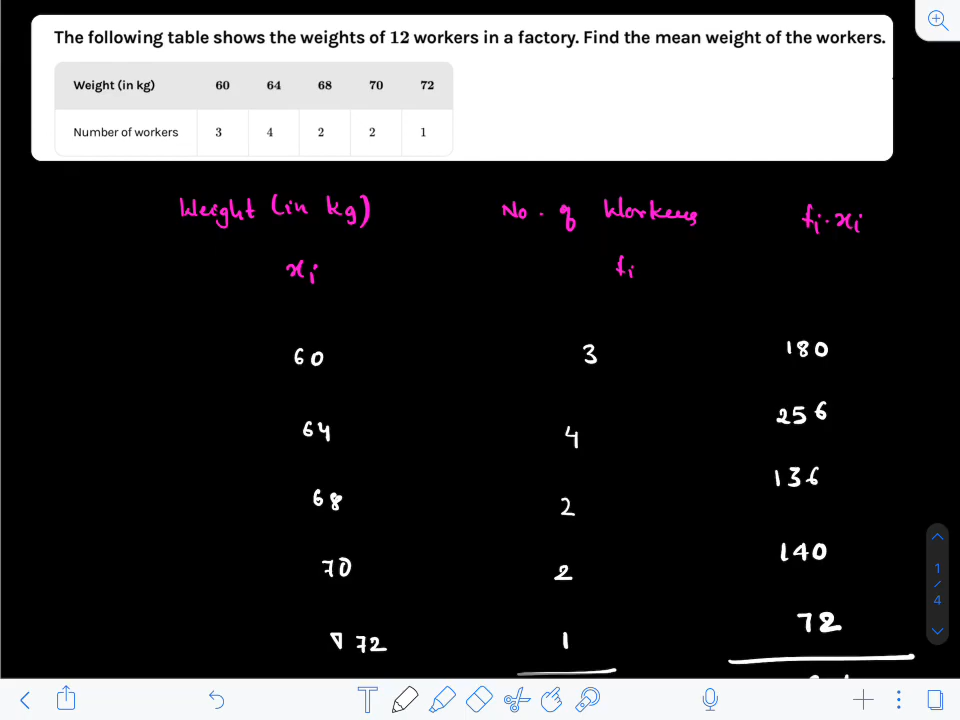 The following table shows the weights of 12 workers in a factory. Find the mean weight of the workers.
Weight (in kg) 60 64 68 70 72
Number of workers 3 4 2 2 1
Weight (in kg) No. of Workers fi.xi
xi fi
60 3 180
64 4 256
68 2 136
70 2 140
72 1 72
1
/
4
T